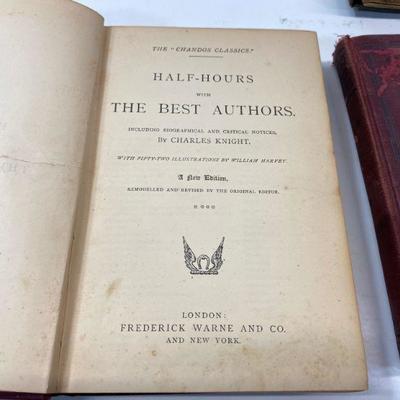 THE "CHANDOS CLASSICS."
HALF-HOURS
WITH
THE BEST AUTHORS.
INCLUDING BIOGRAPHICAL AND CRITICAL NOTICES,
BY CHARLES KNIGHT.
WITH FIFTY-TWO ILLUSTRATIONS BY WILLIAM HARVEY.
A New Edition,
REMODELLED AND REVISED BY THE ORIGINAL EDITOR.
LONDON:
FREDERICK WARNE AND CO.
AND NEW YORK.